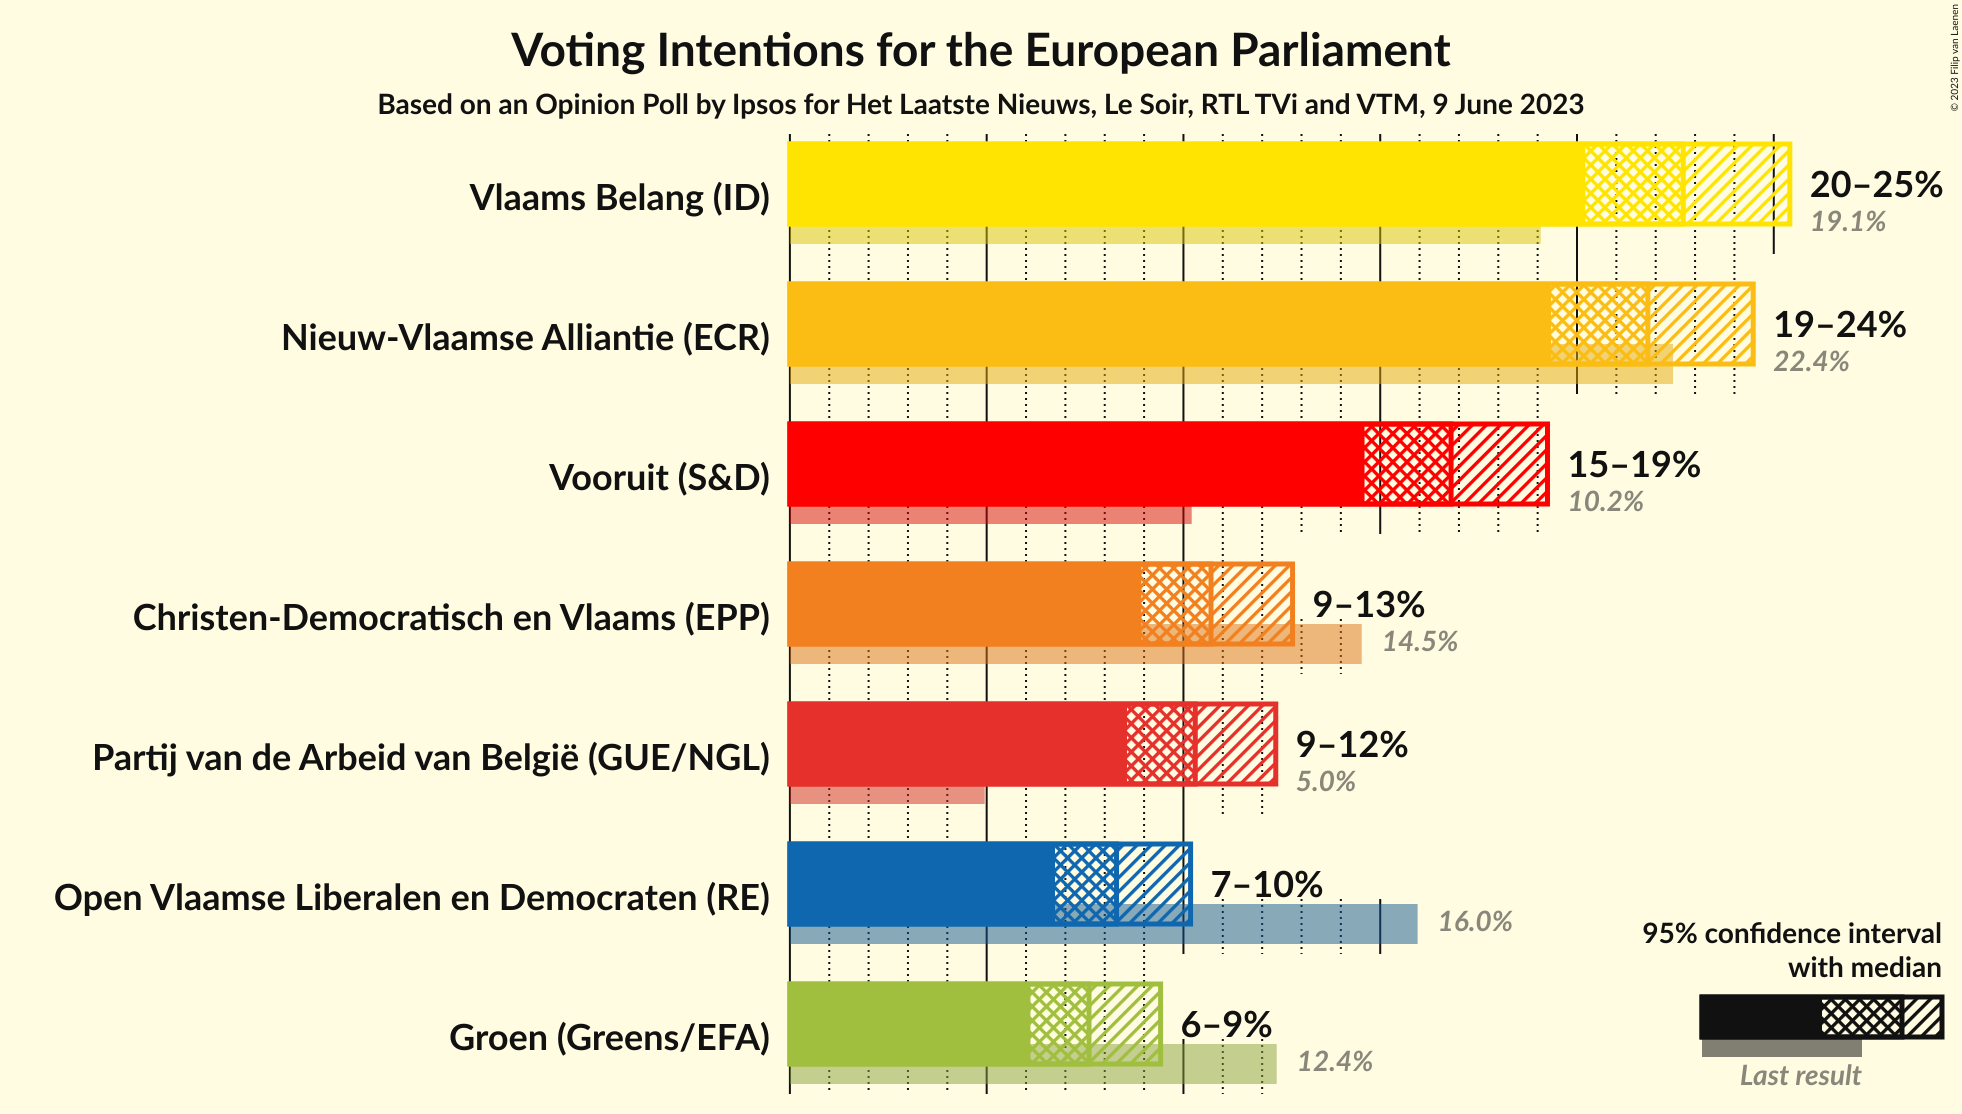 Voting Intentions for the European Parliament
Based on an Opinion Poll by Ipsos for Het Laatste Nieuws, Le Soir, RTL TVi and VTM, 9 June 2023
© 2023 Filip van Laenen
Vlaams Belang (ID)
20–25%
19.1%
Nieuw-Vlaamse Alliantie (ECR)
19–24%
22.4%
Vooruit (S&D)
15–19%
10.2%
Christen-Democratisch en Vlaams (EPP)
9–13%
14.5%
Partij van de Arbeid van België (GUE/NGL)
9–12%
5.0%
Open Vlaamse Liberalen en Democraten (RE)
7–10%
16.0%
Groen (Greens/EFA)
6–9%
12.4%
95% confidence interval
with median
Last result